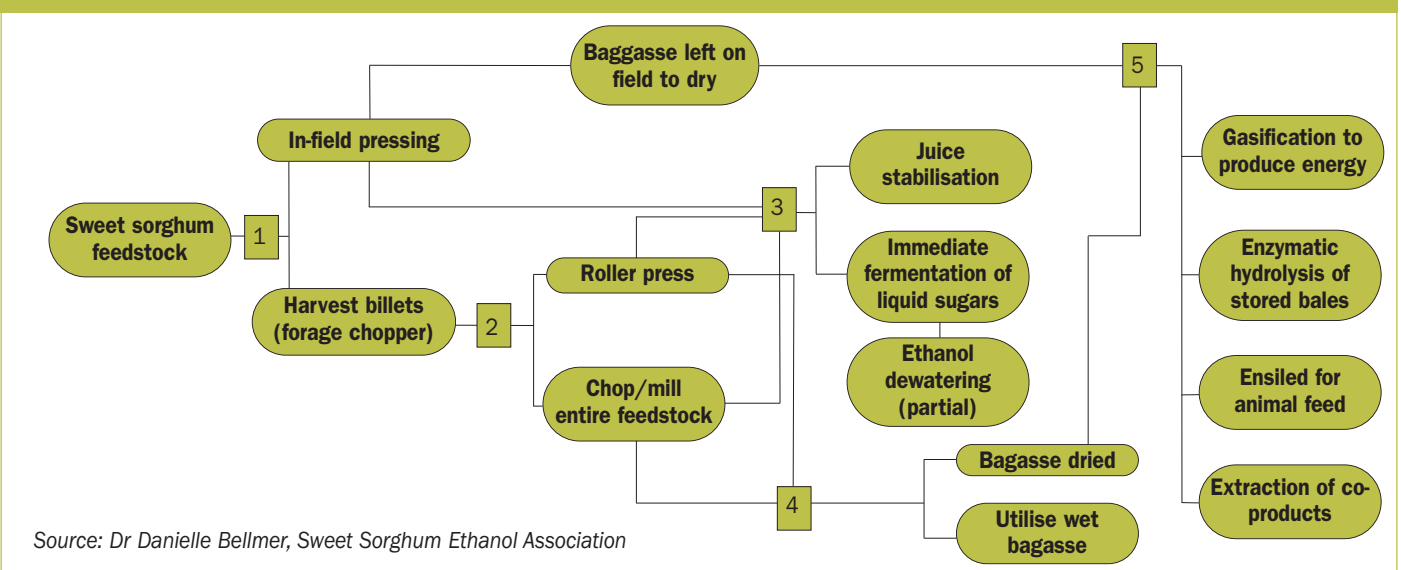 Baggasse left on
field to dry
5
In-field pressing
Juice
stabilisation
Gasification to
produce energy
3
Sweet sorghum
feedstock
1
Immediate
fermentation of
liquid sugars
Enzymatic
hydrolysis of
stored bales
Roller press
Harvest billets
(forage chopper)
2
Ethanol
dewatering
(partial)
Chop/mill
entire feedstock
Ensiled for
animal feed
Bagasse dried
4
Extraction of co-
products
Utilise wet
bagasse
Source: Dr Danielle Bellmer, Sweet Sorghum Ethanol Association